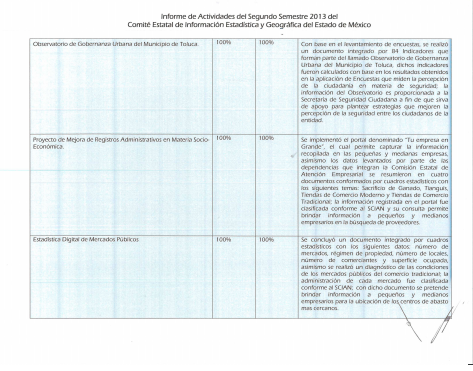 Informe de Actividades del Segundo Semestre 2013 del
Comité Estatal de Información Estadística y Geográfica del Estado de México
Observatorio de Gobernanza Urbana del Municipio de Toluca.
100%
100%
Con base en el levantamiento de encuestas, se realizó
un documento integrado por 84 Indicadores que
forman parte del llamado Observatorio de Gobernanza
Urbana del Municipio de Toluca, dichos indicadores
fueron calculados con base en los resultados obtenidos
en la aplicación de Encuestas que miden la percepción
de la ciudadanía en materia de seguridad; la
información del Observatorio es proporcionada a la
Secretaría de Seguridad Ciudadana a fin de que sirva
de apoyo para plantear estrategias que mejoren la
percepción de la seguridad entre los ciudadanos de la
entidad.
Proyecto de Mejora de Registros Administrativos en Materia Socio-
Económica.
100%
100%
Se implementó el portal denominado "Tu empresa en
Grande", el cual permite capturar la información
recopilada en las pequeñas y medianas empresas,
asimismo los datos levantados por parte de las
dependencias que integran la Comisión Estatal de
Atención Empresarial se resumieron en cuatro
documentos conformados por cuadros estadísticos con
los siguientes temas: Sacrificio de Ganado, Tianguis,
Tiendas de Comercio Moderno y Tiendas de Comercio
Tradicional; la información registrada en el portal fue
clasificada conforme al SCIAN y su consulta permite
brindar información a pequeños y medianos
empresarios en la búsqueda de proveedores.
Estadística Digital de Mercados Públicos
100%
100%
Se concluyó un documento integrado por cuadros
estadísticos con los siguientes datos: número de
mercados, régimen de propiedad, número de locales,
número de comerciantes y superficie ocupada,
asimismo se realizó un diagnóstico de las condiciones
de los mercados públicos del comercio tradicional; la
administración de cada mercado fue clasificada
conforme al SCIAN; con dicho documento se pretende
brindar información a pequeños y medianos
empresarios para la ubicación de los centros de abasto
mas cercanos.